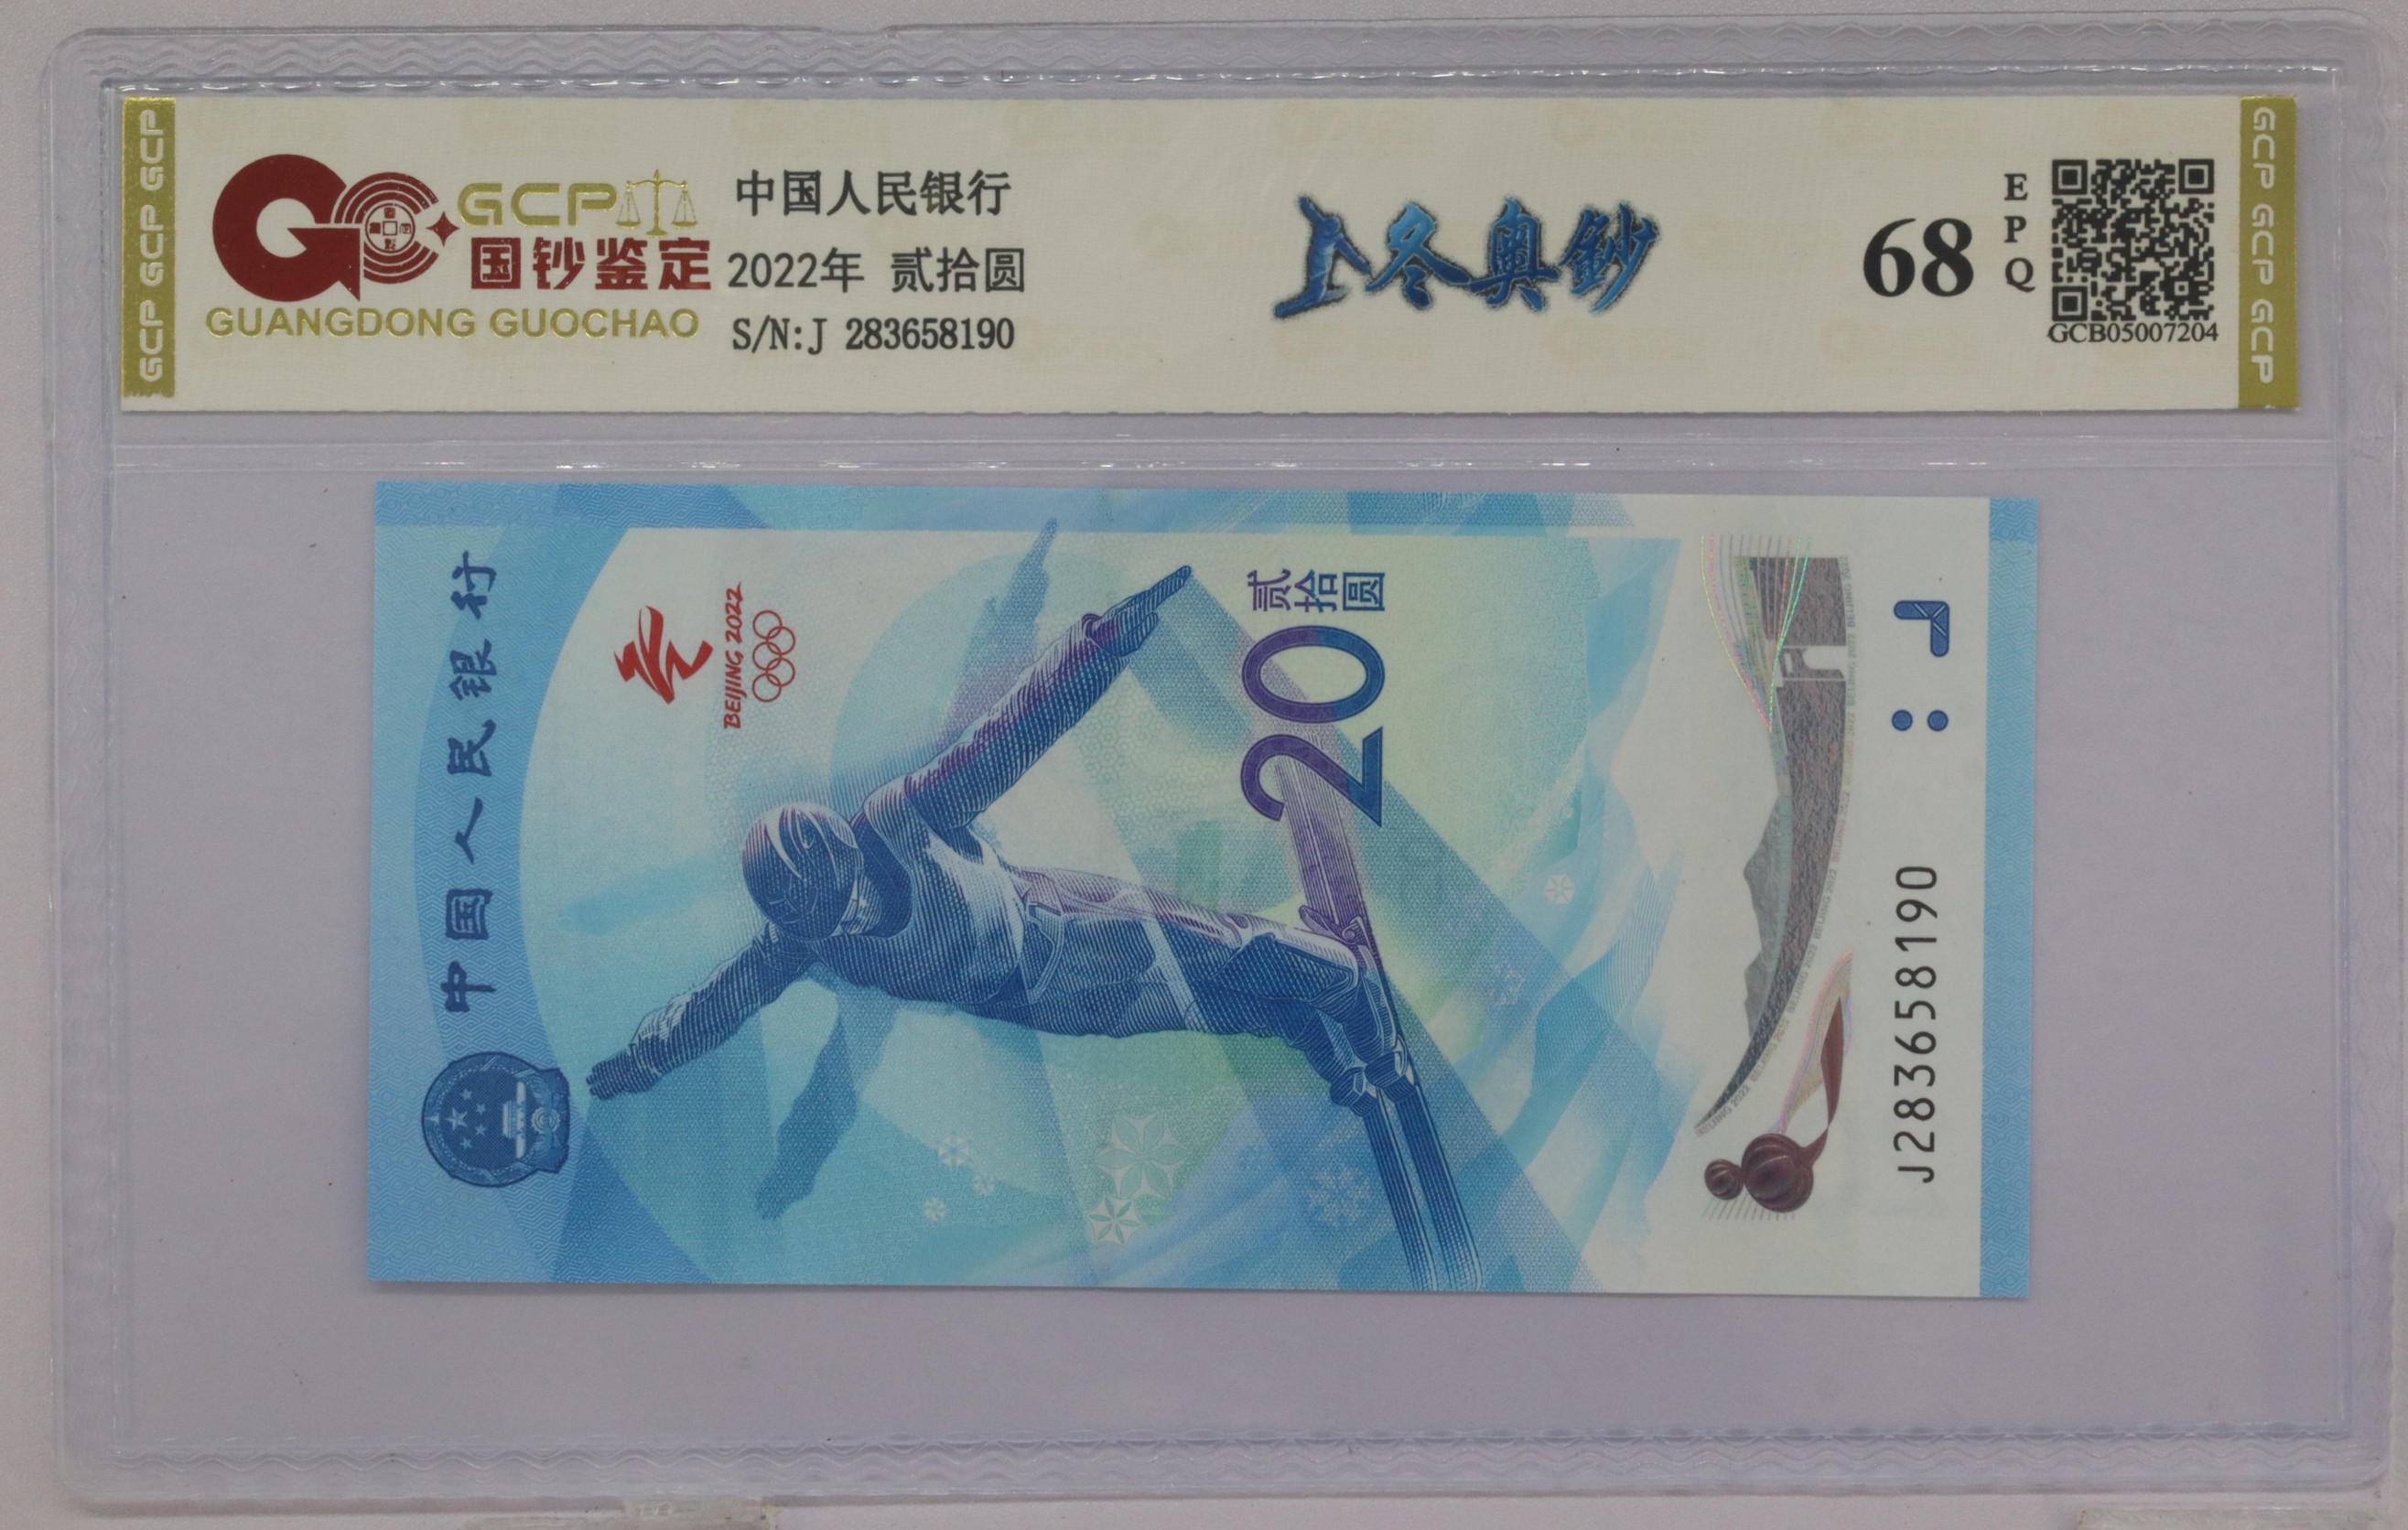 GCP GCP GCP
GCP
国钞鉴定
GUANGDONG GUOCHAO
中国人民银行
2022年 贰拾圆
S/N:J 283658190
冬奥鈔
68
EPQ
GCB05007204
GCP GCP GCP
中国人民银行
BEIJING 2022
贰拾圆
20
J283658190